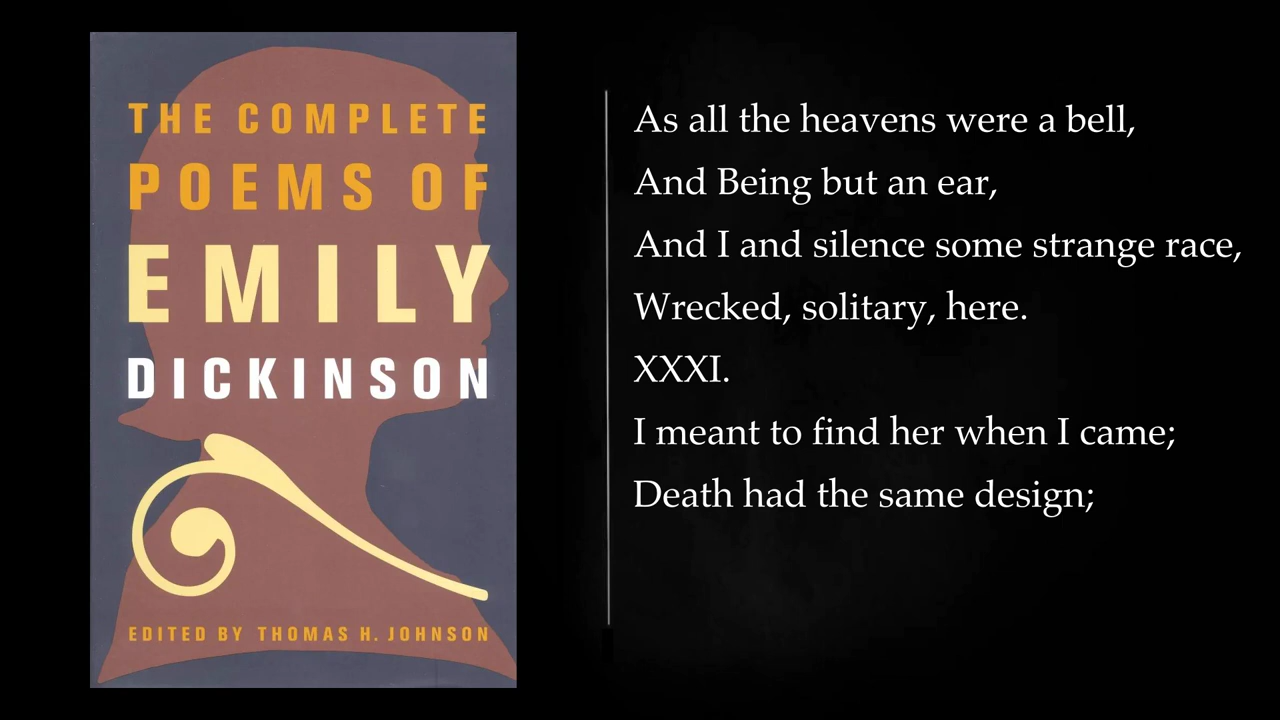 THE COMPLETE
POEMS OF
EMILY
DICKINSON
EDITED BY THOMAS H. JOHNSON
As all the heavens were a bell,
And Being but an ear,
And I and silence some strange race,
Wrecked, solitary, here.
XXXI.
I meant to find her when I came;
Death had the same design;